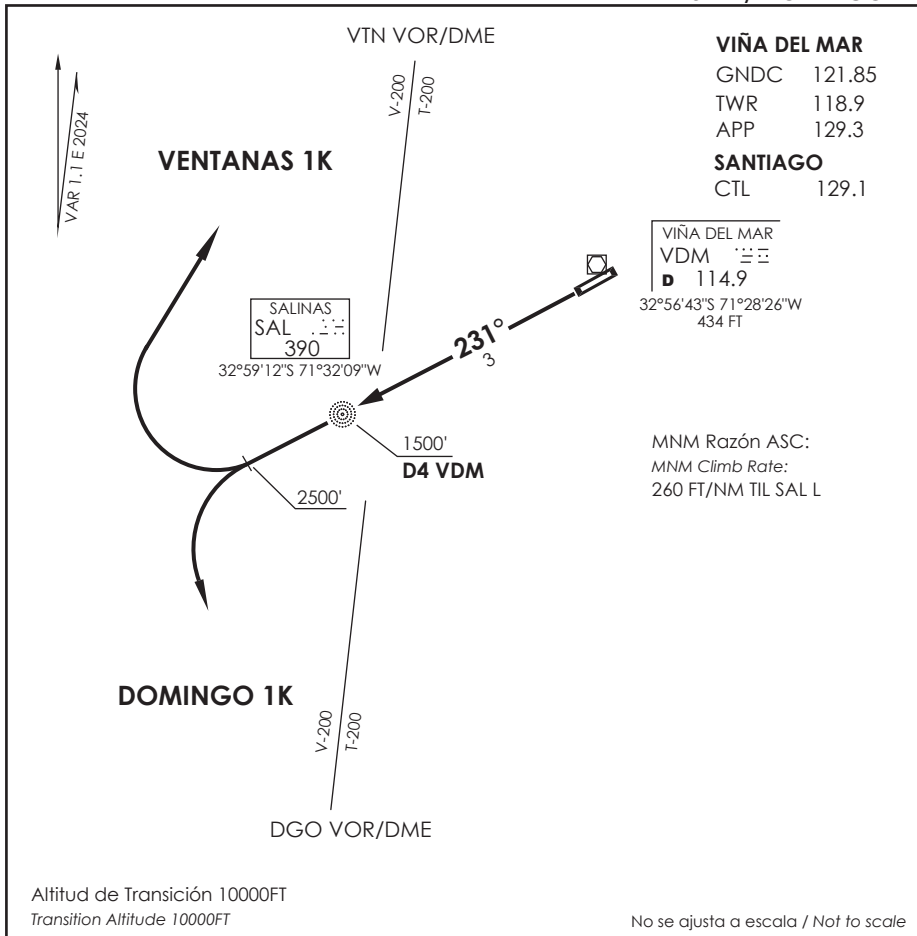 VTN VOR/DME
VIÑA DEL MAR
GNDC 121.85
TWR 118.9
APP 129.3
SANTIAGO
CTL 129.1
VAR 1.1 E 2024
V-200
T-200
VENTANAS 1K
VIÑA DEL MAR
VDM
D 114.9
32°56'43"S 71°28'26"W
434 FT
SALINAS
SAL
390
32°59'12"S 71°32'09"W
231°
3
1500'
D4 VDM
2500'
MNM Razón ASC:
MNM Climb Rate:
260 FT/NM TIL SAL L
DOMINGO 1K
V-200
T-200
DGO VOR/DME
Altitud de Transición 10000FT
Transition Altitude 10000FT
No se ajusta a escala / Not to scale